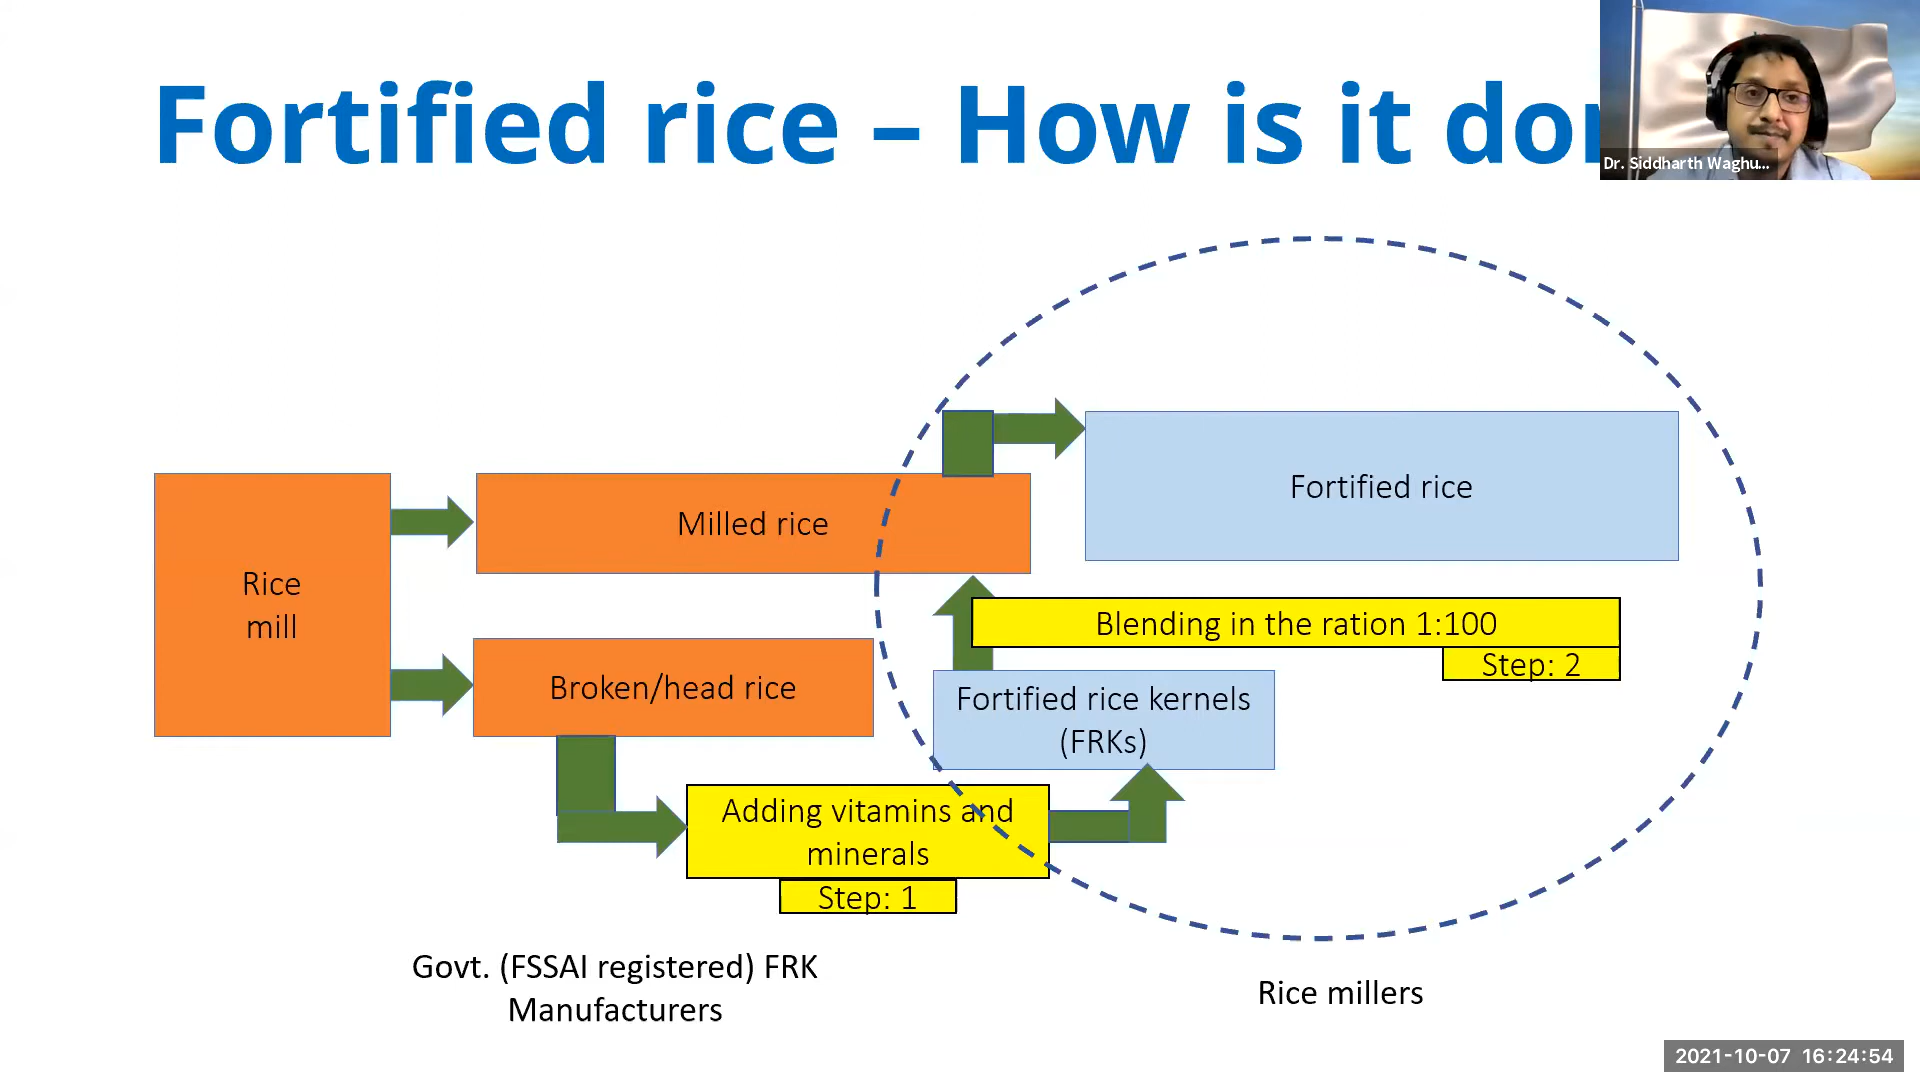 Fortified rice – How is it don
Dr. Siddharth Waghu...
Fortified rice
Milled rice
Rice
mill
Blending in the ration 1:100
Step: 2
Broken/head rice
Fortified rice kernels
(FRKs)
Adding vitamins and
minerals
Step: 1
Govt. (FSSAI registered) FRK
Manufacturers
Rice millers
2021-10-07 16:24:54